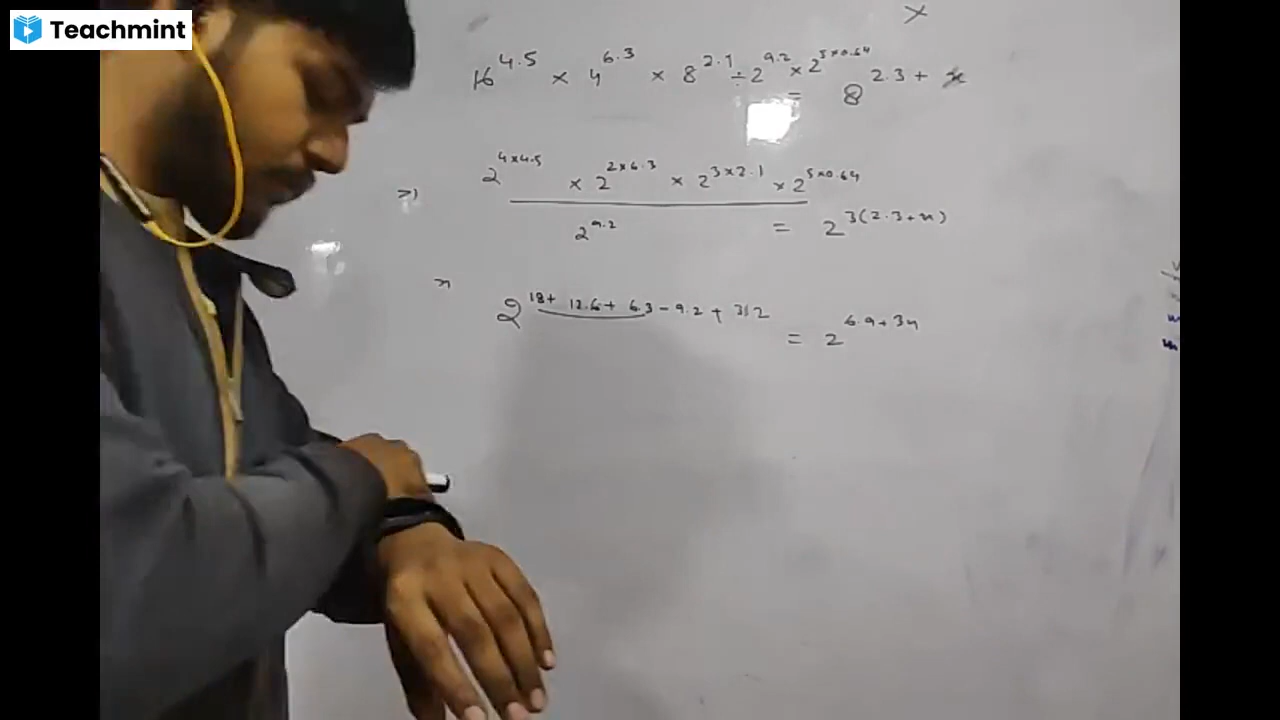 Teachmint
x
16^4.5 × 4^6.3 × 8^2.1 ÷ 2^9.2 × 2^5×0.64 = 8^2.3 + x
=> 2^4×4.5 × 2^2×6.3 × 2^3×2.1 × 2^5×0.64
2^9.2 = 2^3(2.3+x)
x 2^18+ 12.6+ 6.3 - 9.2 + 3.2 = 2^6.9+3x